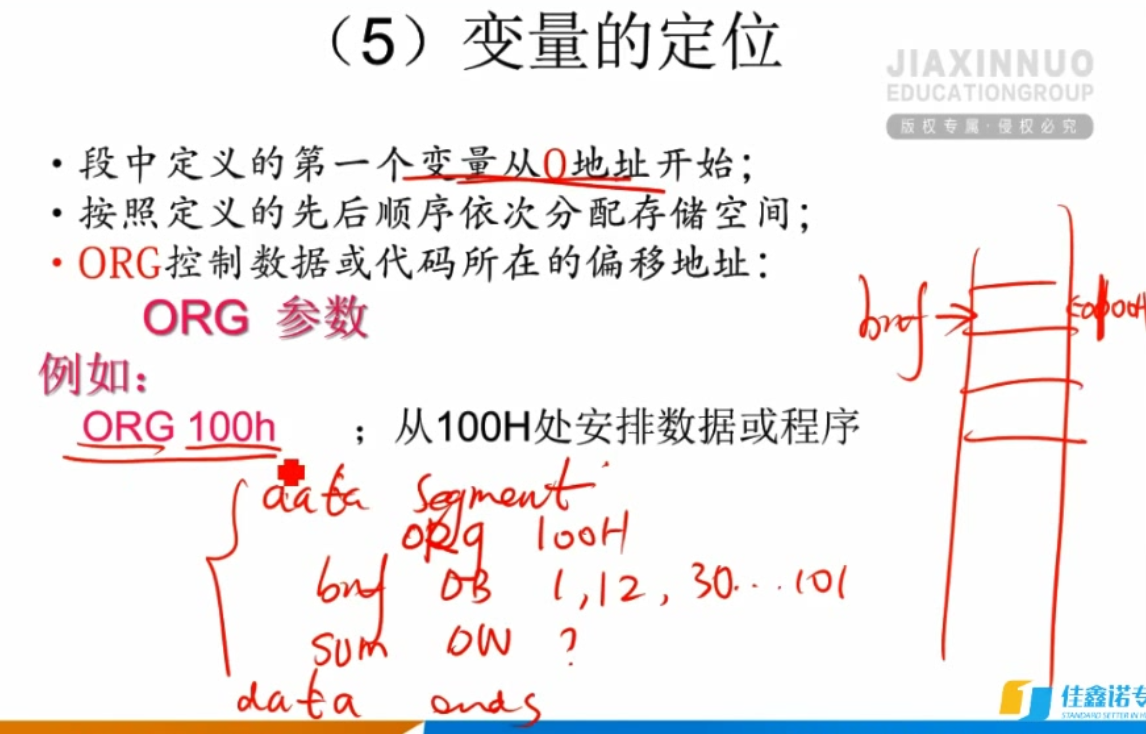 （5）变量的定位
JIAXINNUO
EDUCATIONGROUP
版权专属·侵权必究
• 段中定义的第一个变量从0地址开始；
• 按照定义的先后顺序依次分配存储空间；
• ORG控制数据或代码所在的偏移地址：
ORG 参数
例如：
ORG 100h ；从100H处安排数据或程序
buf
data segment
ORG 100H
buf DB 1,12,30...101
sum DW ?
data ends
佳鑫诺专